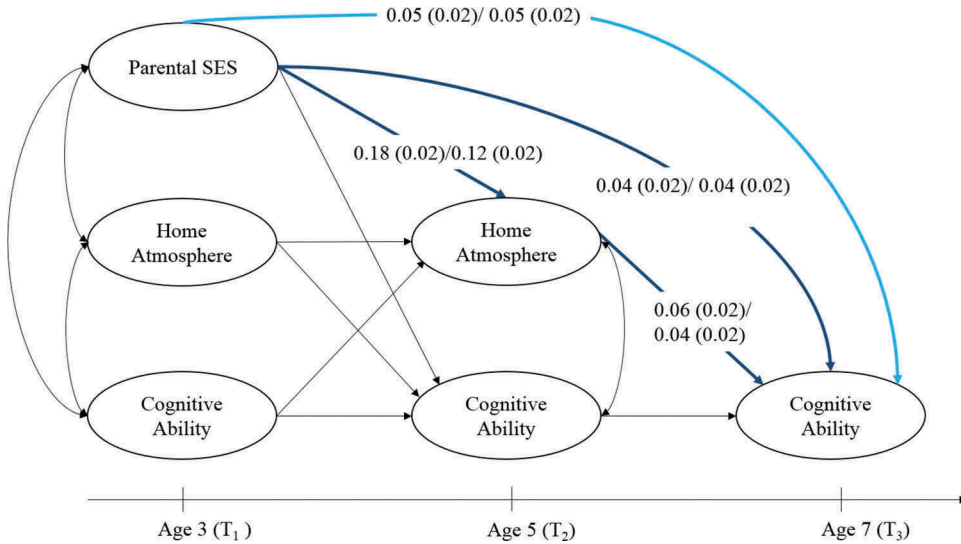 0.05 (0.02)/ 0.05 (0.02)
Parental SES
0.18 (0.02)/0.12 (0.02)
0.04 (0.02)/ 0.04 (0.02)
Home
Atmosphere
Home
Atmosphere
0.06 (0.02)/
0.04 (0.02)
Cognitive
Ability
Cognitive
Ability
Cognitive
Ability
Age 3 (T₁ )
Age 5 (T₂)
Age 7 (T₃)